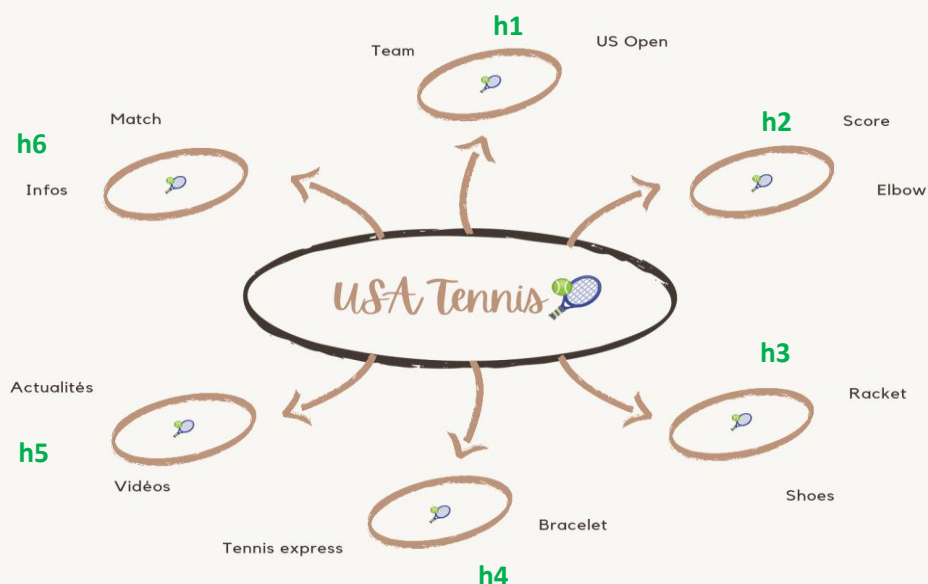 h1
Team
US Open
h2
Score
Elbow
Match
h6
Infos
USA Tennis
h3
Racket
Shoes
Actualités
h5
Vidéos
Bracelet
Tennis express
h4